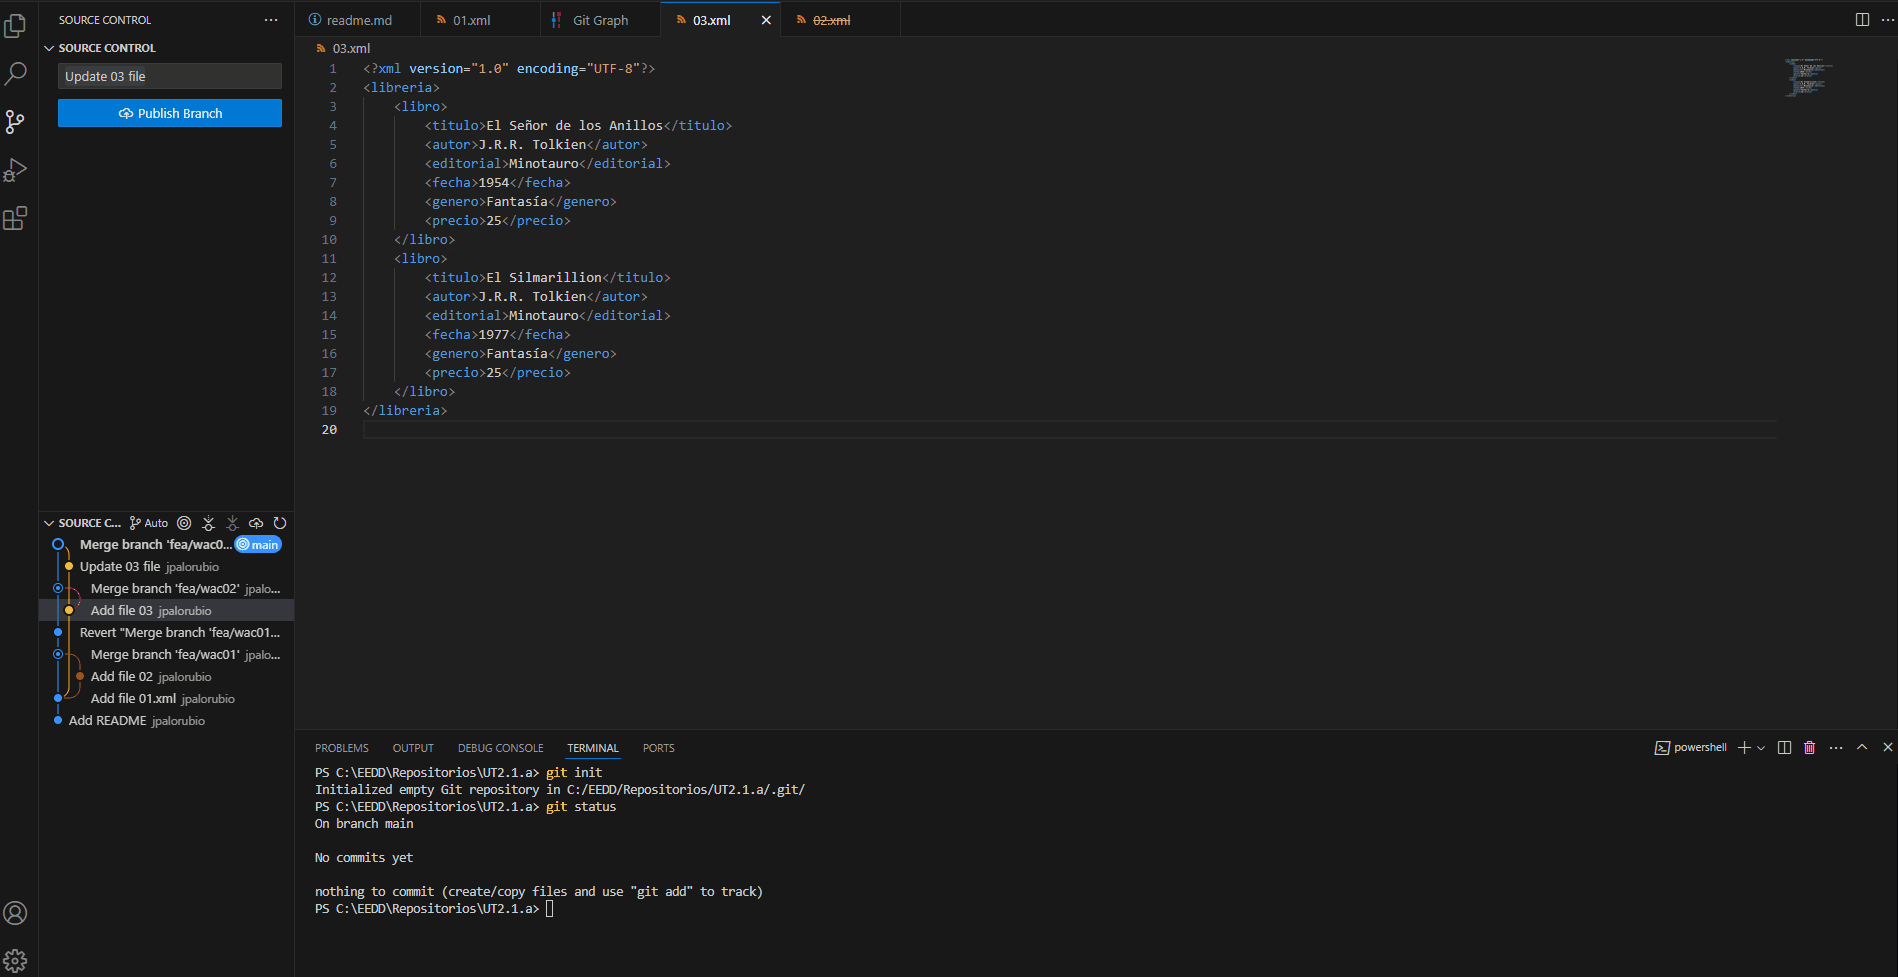 SOURCE CONTROL
SOURCE CONTROL
Update 03 file
Publish Branch
SOURCE C... Auto
Merge branch 'fea/wac0... main
Update 03 file jpalorubio
Merge branch 'fea/wac02' jpalo...
Add file 03 jpalorubio
Revert "Merge branch 'fea/wac01...
Merge branch 'fea/wac01' jpalo...
Add file 02 jpalorubio
Add file 01.xml jpalorubio
Add README jpalorubio
readme.md 01.xml Git Graph 03.xml 02.xml
03.xml
1 <?xml version="1.0" encoding="UTF-8"?>
2 <libreria>
3 <libro>
4 <titulo>El Señor de los Anillos</titulo>
5 <autor>J.R.R. Tolkien</autor>
6 <editorial>Minotauro</editorial>
7 <fecha>1954</fecha>
8 <genero>Fantasía</genero>
9 <precio>25</precio>
10 </libro>
11 <libro>
12 <titulo>El Silmarillion</titulo>
13 <autor>J.R.R. Tolkien</autor>
14 <editorial>Minotauro</editorial>
15 <fecha>1977</fecha>
16 <genero>Fantasía</genero>
17 <precio>25</precio>
18 </libro>
19 </libreria>
20
PROBLEMS OUTPUT DEBUG CONSOLE TERMINAL PORTS powershell
PS C:\EEDD\Repositorios\UT2.1.a> git init
Initialized empty Git repository in C:/EEDD/Repositorios/UT2.1.a/.git/
PS C:\EEDD\Repositorios\UT2.1.a> git status
On branch main
No commits yet
nothing to commit (create/copy files and use "git add" to track)
PS C:\EEDD\Repositorios\UT2.1.a>